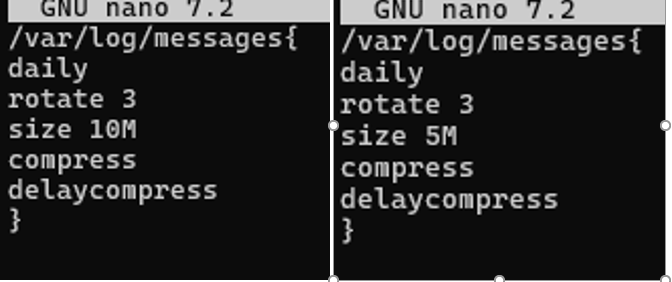 GNU nano 7.2
/var/log/messages{
daily
rotate 3
size 10M
compress
delaycompress
}
GNU nano 7.2
/var/log/messages{
daily
rotate 3
size 5M
compress
delaycompress
}